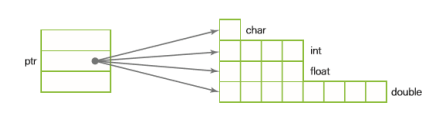 char
int
ptr
float
double